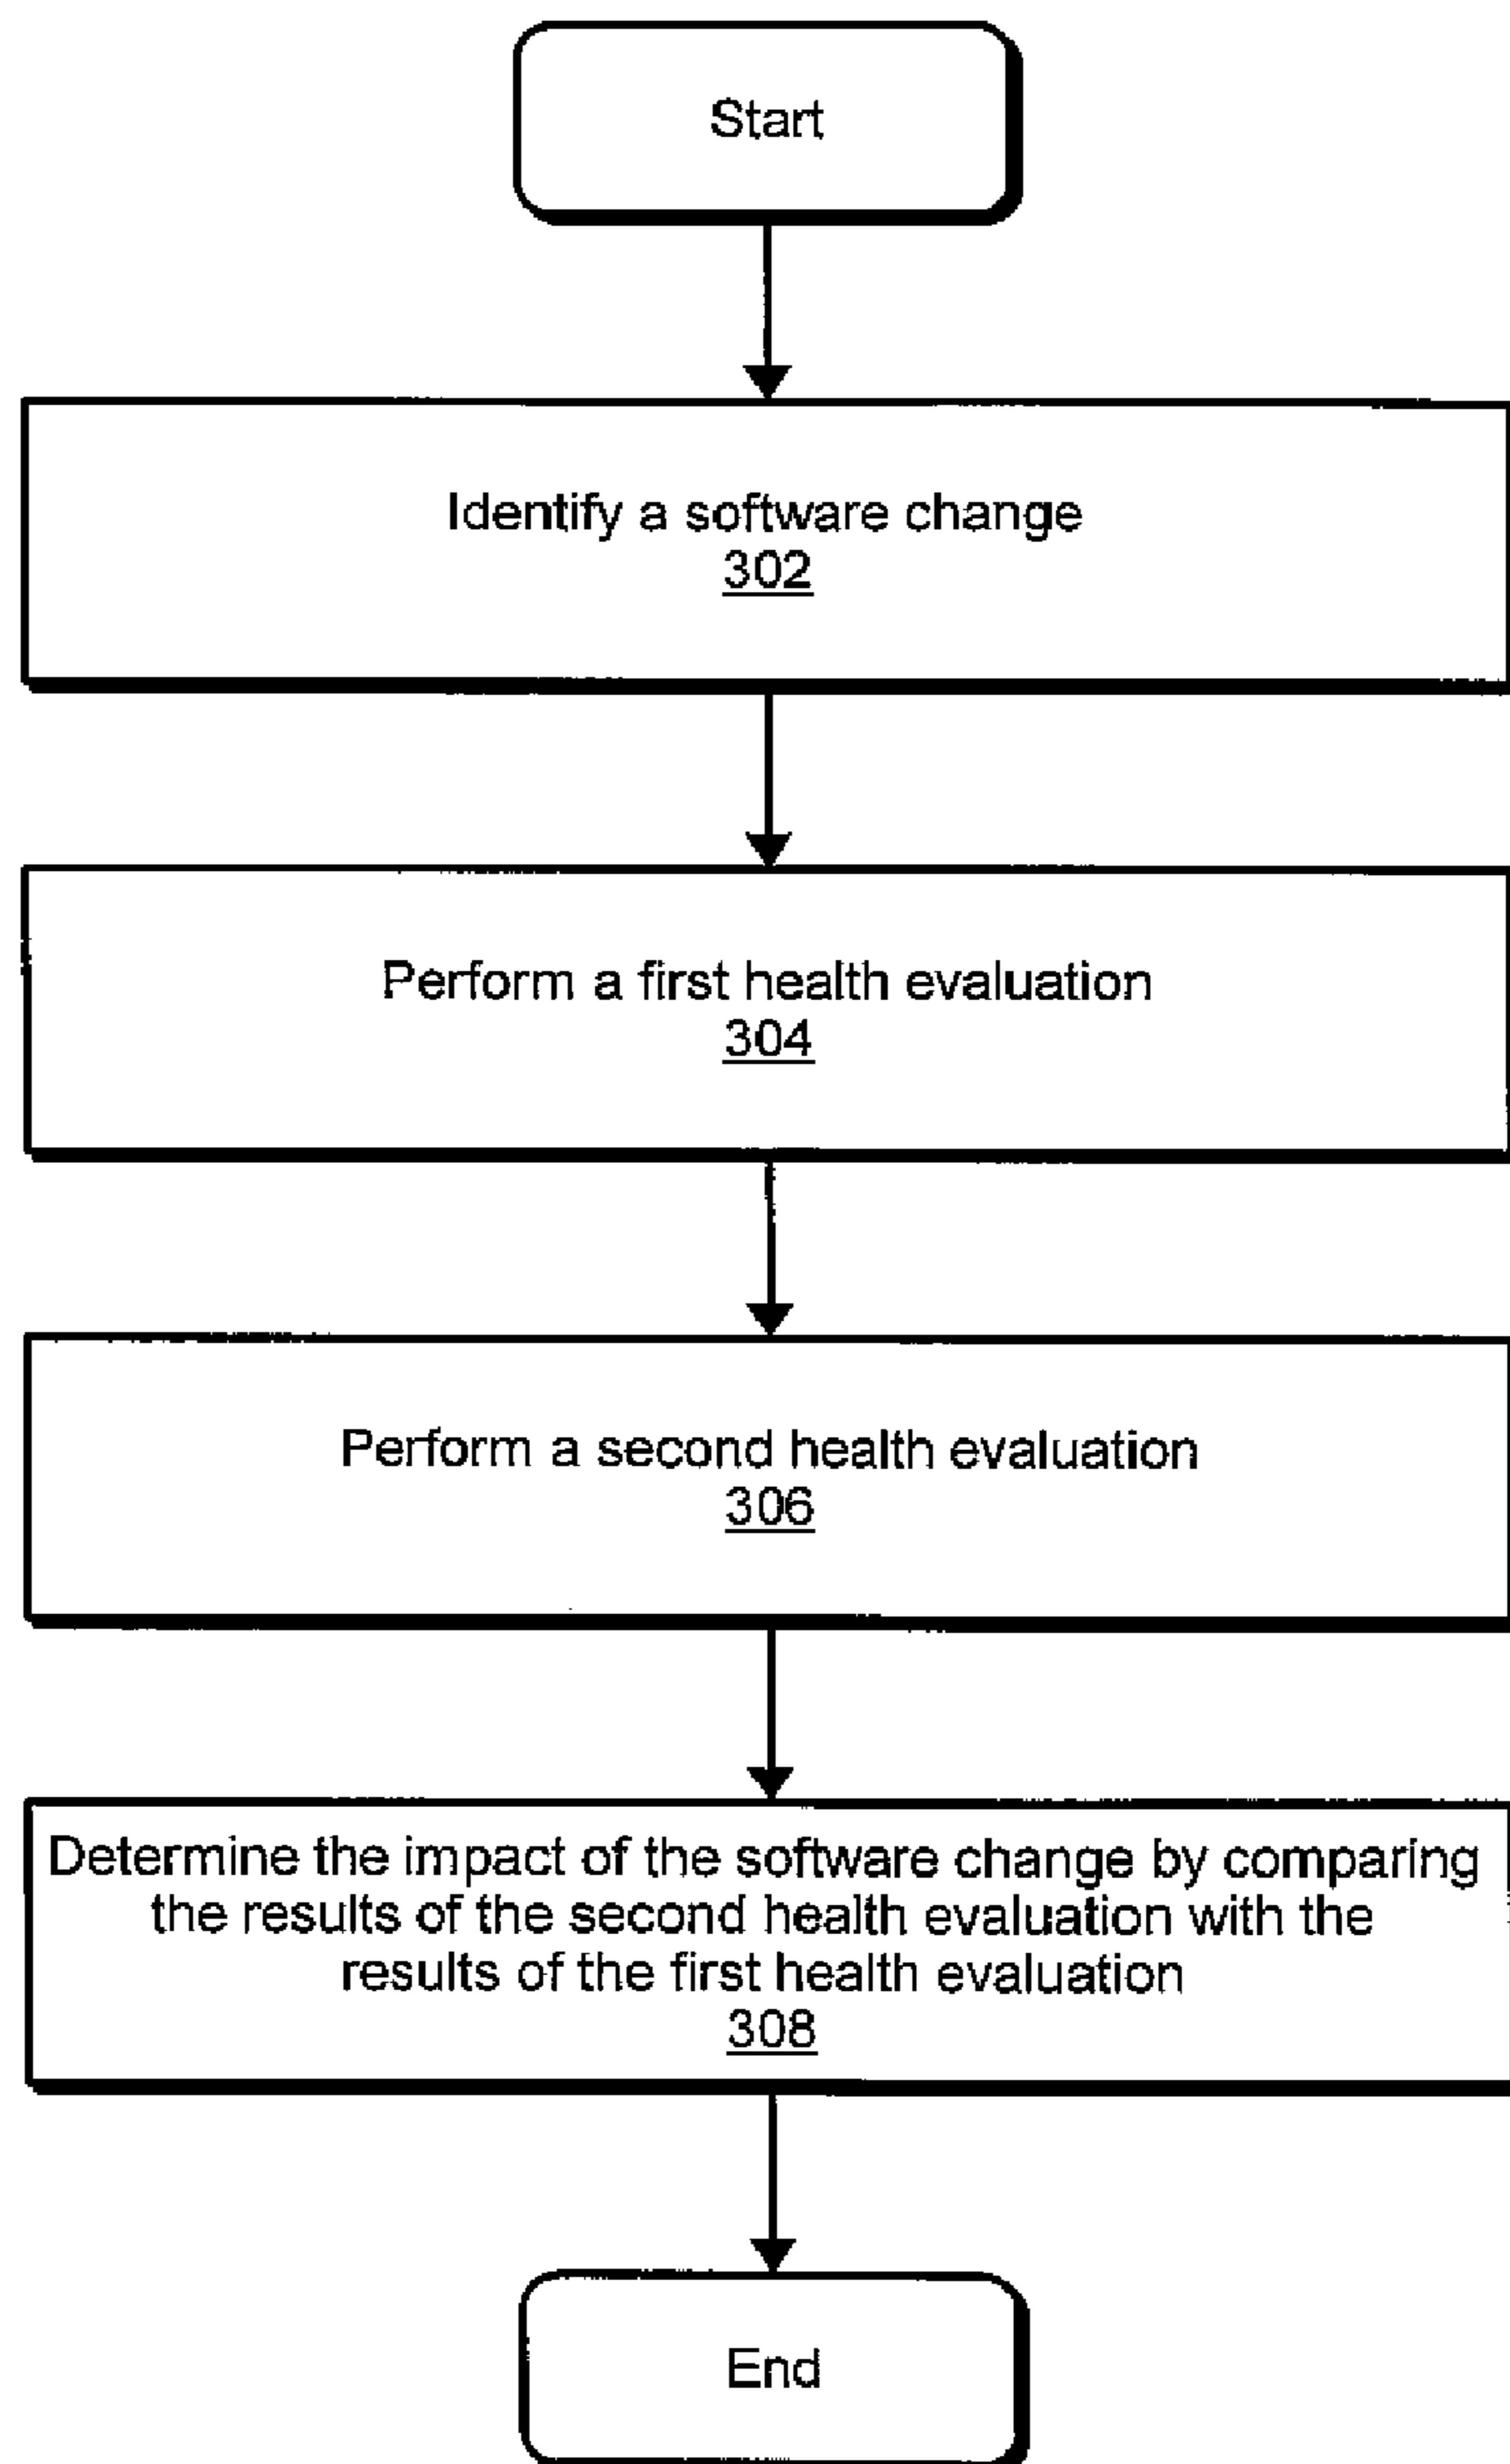 Start
Identify a software change
302
Perform a first health evaluation
304
Perform a second health evaluation
306
Determine the impact of the software change by comparing
the results of the second health evaluation with the
results of the first health evaluation
308
End